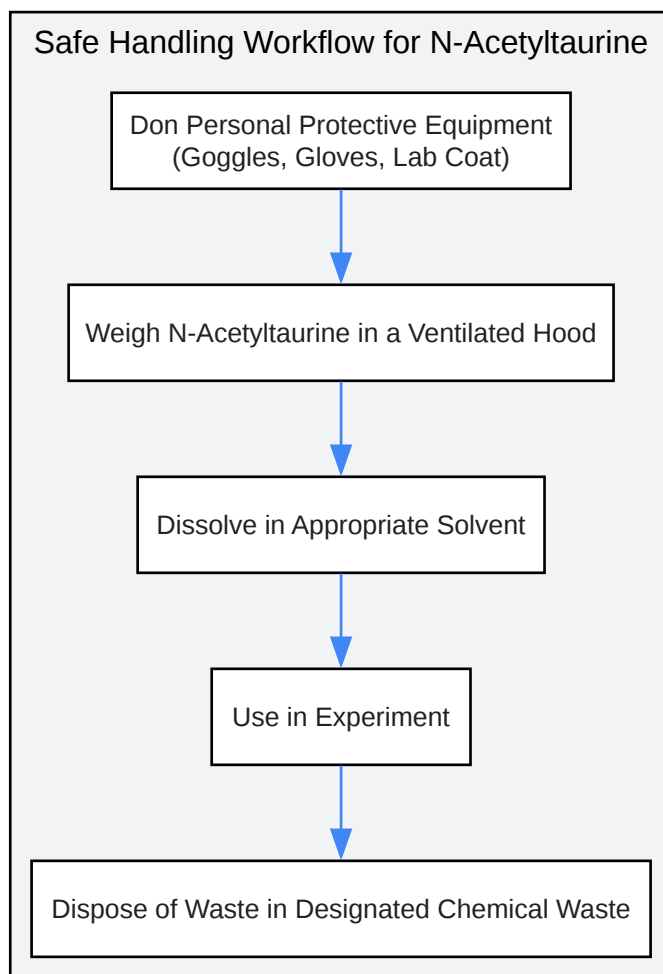 Safe Handling Workflow for N-Acetyltaurine
Don Personal Protective Equipment
(Goggles, Gloves, Lab Coat)
Weigh N-Acetyltaurine in a Ventilated Hood
Dissolve in Appropriate Solvent
Use in Experiment
Dispose of Waste in Designated Chemical Waste